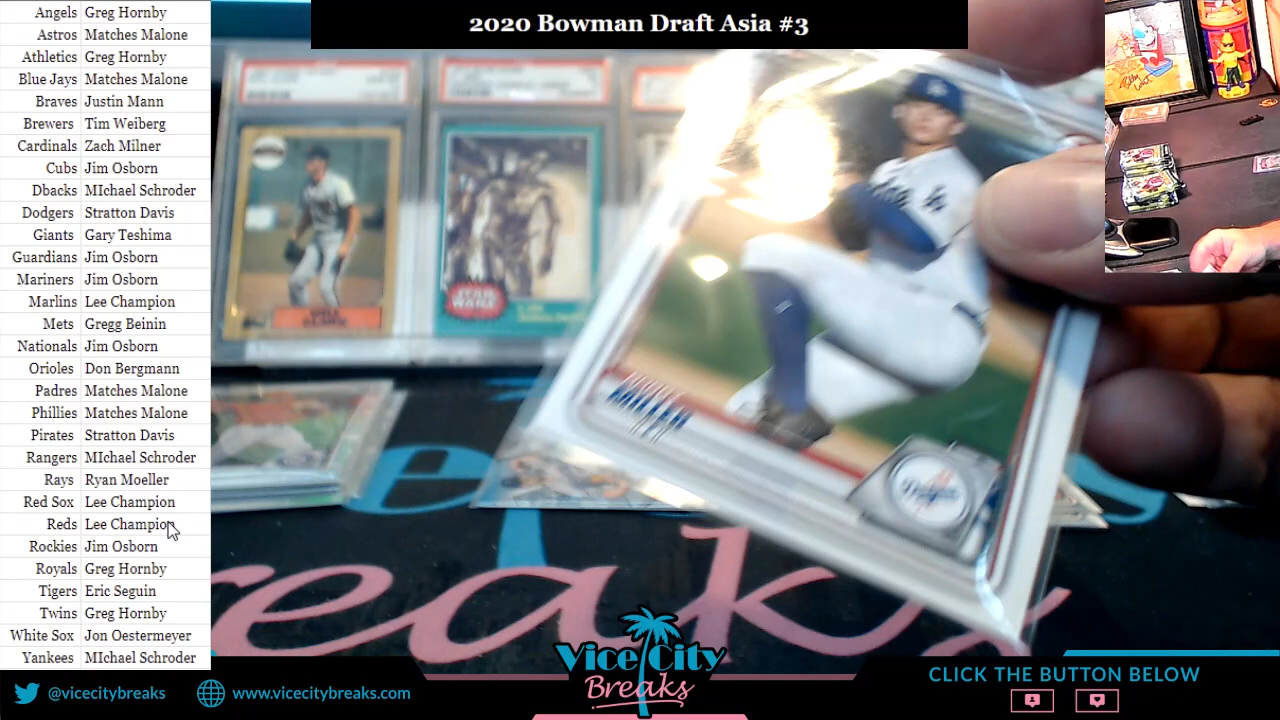 2020 Bowman Draft Asia #3
Angels Greg Hornby
Astros Matches Malone
Athletics Greg Hornby
Blue Jays Matches Malone
Braves Justin Mann
Brewers Tim Weiberg
Cardinals Zach Milner
Cubs Jim Osborn
Dbacks MIchael Schroder
Dodgers Stratton Davis
Giants Gary Teshima
Guardians Jim Osborn
Mariners Jim Osborn
Marlins Lee Champion
Mets Gregg Beinin
Nationals Jim Osborn
Orioles Don Bergmann
Padres Matches Malone
Phillies Matches Malone
Pirates Stratton Davis
Rangers MIchael Schroder
Rays Ryan Moeller
Red Sox Lee Champion
Reds Lee Champion
Rockies Jim Osborn
Royals Greg Hornby
Tigers Eric Seguin
Twins Greg Hornby
White Sox Jon Oestermeyer
Yankees MIchael Schroder
STAR
WARS
MILLER
Dodgers
reaks
Vice City
Breaks
@vicecitybreaks
www.vicecitybreaks.com
CLICK THE BUTTON BELOW